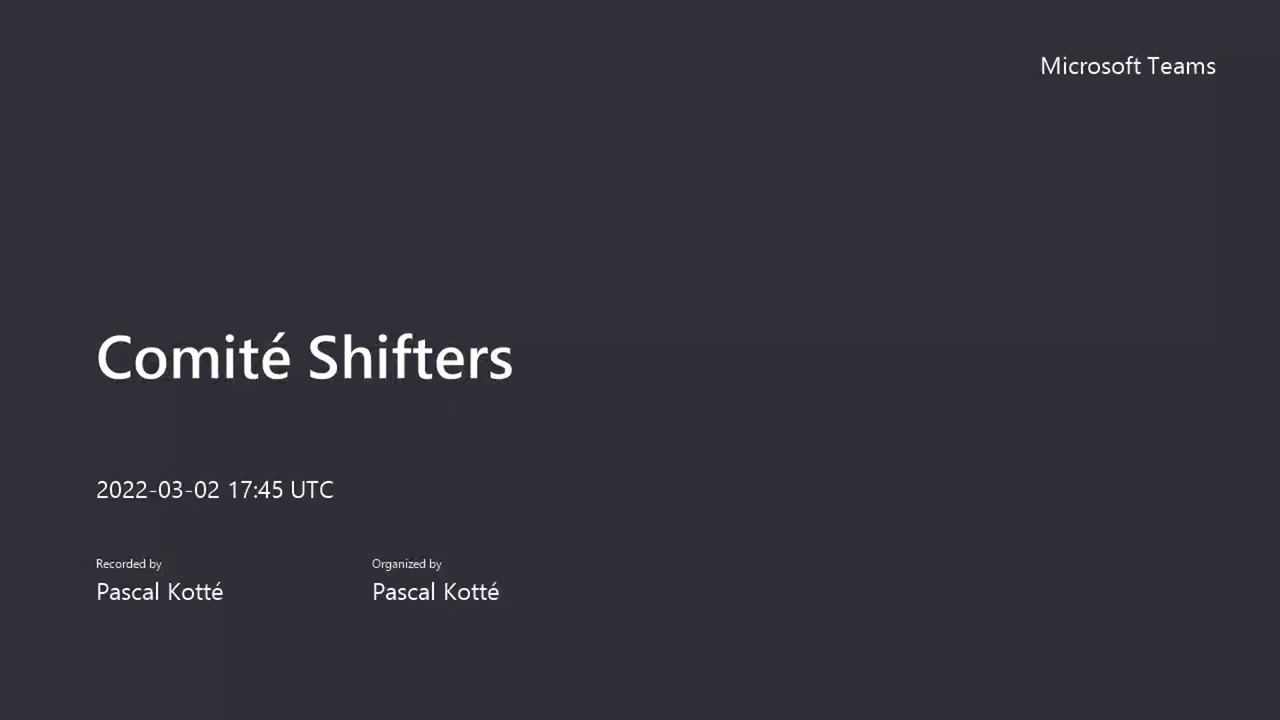 Microsoft Teams
Comité Shifters
2022-03-02 17:45 UTC
Recorded by
Pascal Kotté
Organized by
Pascal Kotté